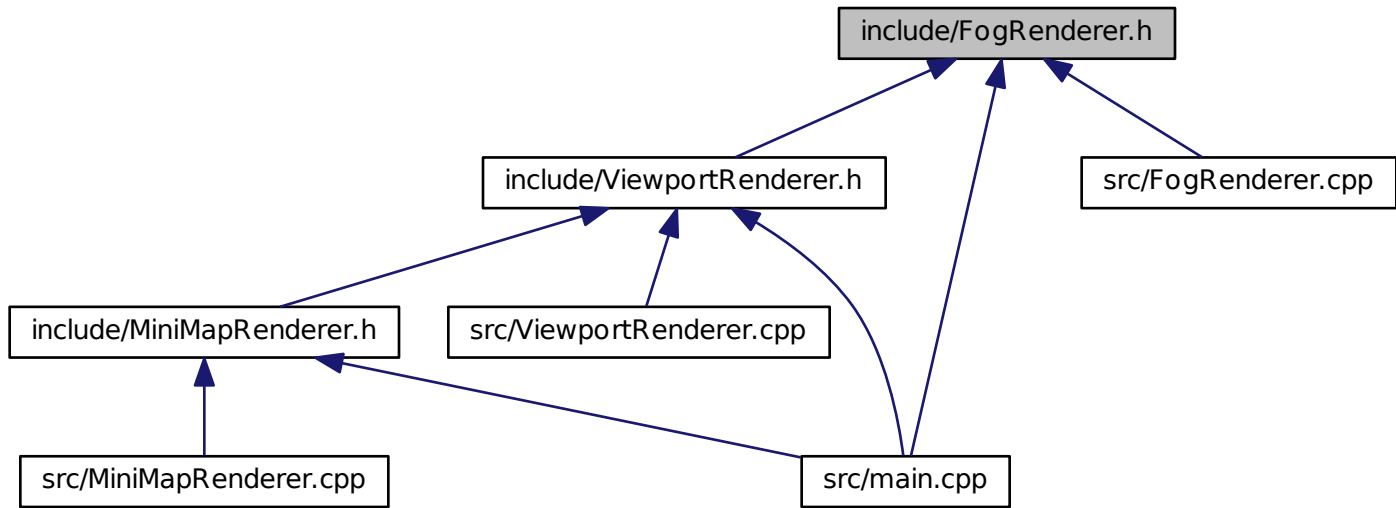 include/FogRenderer.h
include/ViewportRenderer.h
src/FogRenderer.cpp
include/MiniMapRenderer.h
src/ViewportRenderer.cpp
src/MiniMapRenderer.cpp
src/main.cpp